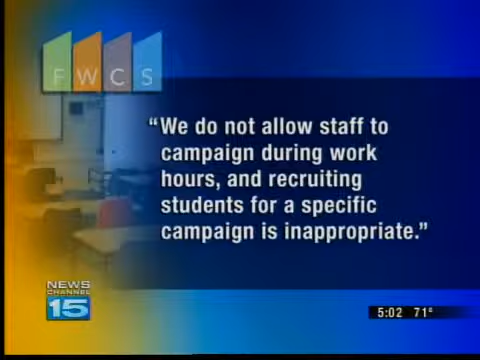 FWCS
“We do not allow staff to
campaign during work
hours, and recruiting
students for a specific
campaign is inappropriate.”
NEWS
CHANNEL
15
5:02 71°